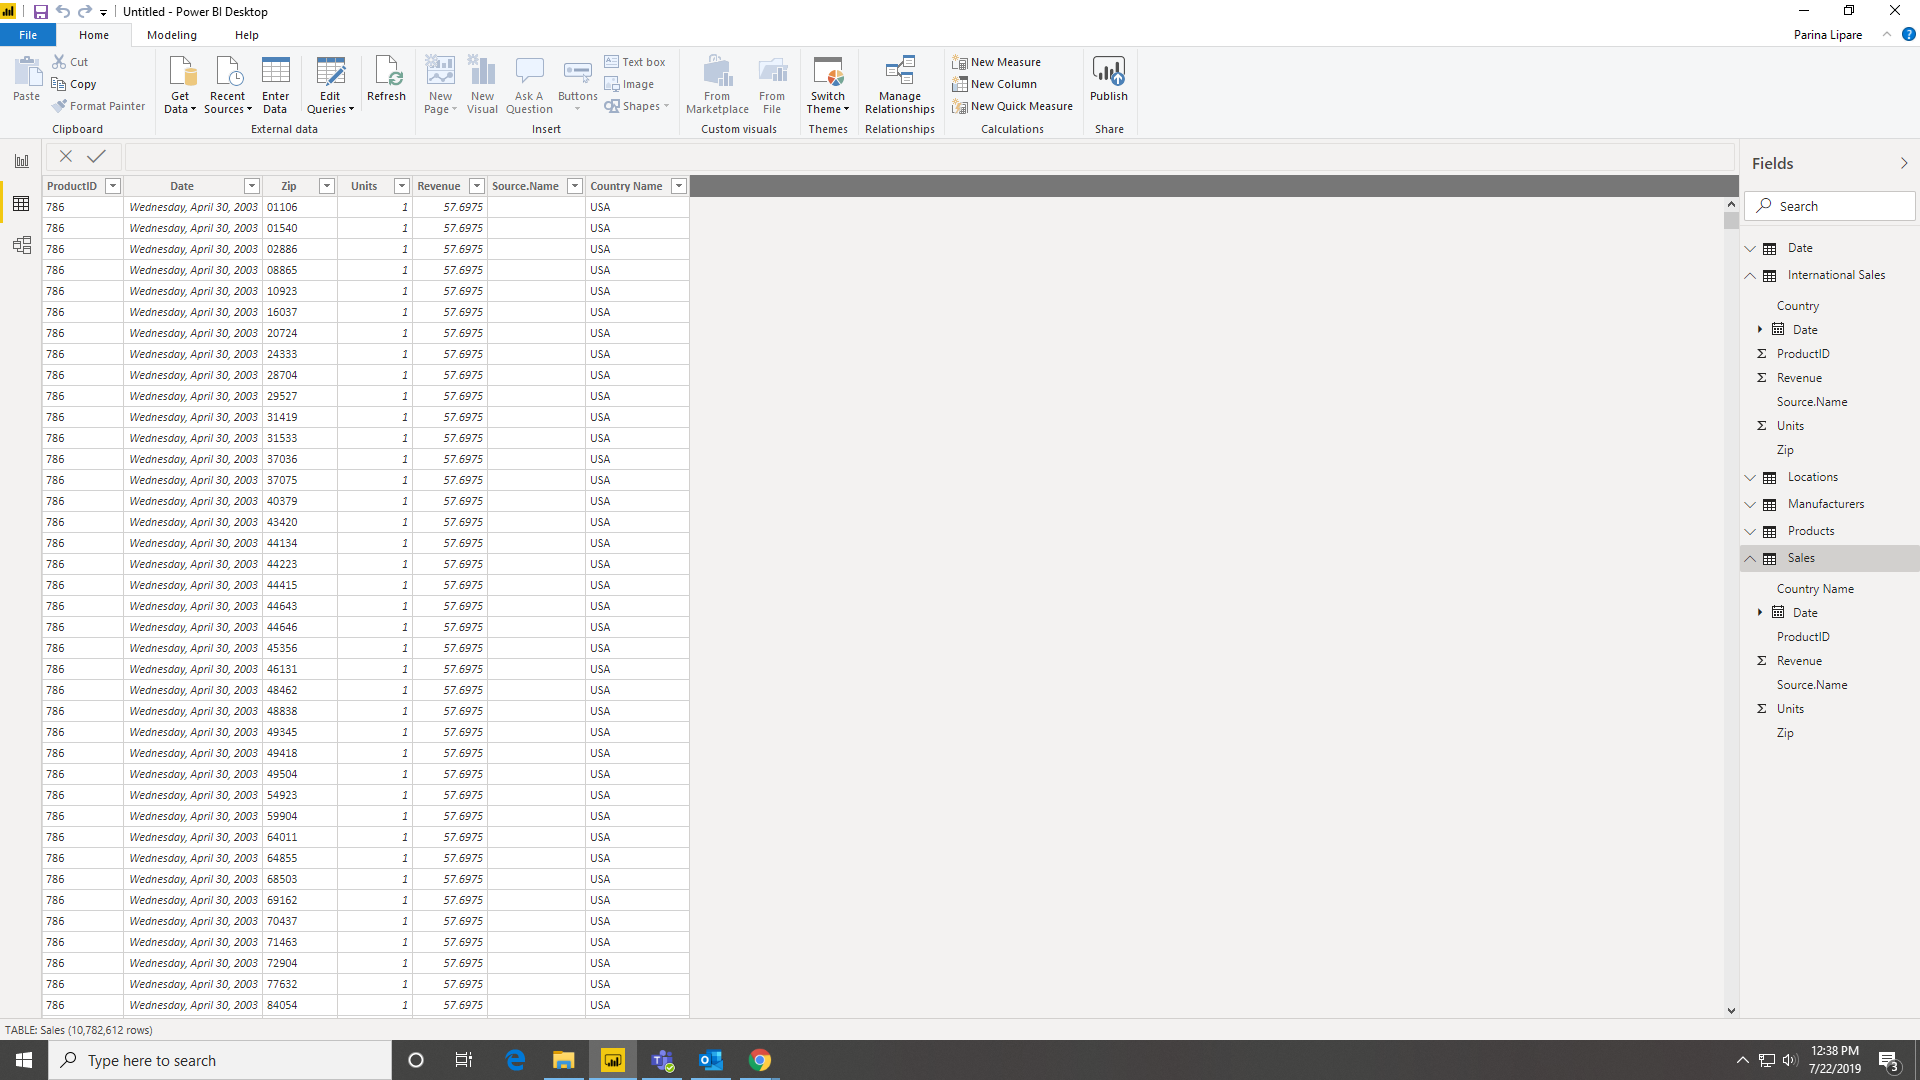 Untitled - Power BI Desktop
File Home Modeling Help Parina Lipare
Paste Cut Copy Format Painter Clipboard
Get Data Recent Sources Enter Data Edit Queries Refresh External data
New Page New Visual Ask A Question Buttons Text box Image Shapes Insert
From Marketplace From File Custom visuals
Switch Theme Themes
Manage Relationships Relationships
New Measure New Column New Quick Measure Calculations
Publish Share
ProductID Date Zip Units Revenue Source.Name Country Name
786 Wednesday, April 30, 2003 01106 1 57.6975 USA
786 Wednesday, April 30, 2003 01540 1 57.6975 USA
786 Wednesday, April 30, 2003 02886 1 57.6975 USA
786 Wednesday, April 30, 2003 08865 1 57.6975 USA
786 Wednesday, April 30, 2003 10923 1 57.6975 USA
786 Wednesday, April 30, 2003 16037 1 57.6975 USA
786 Wednesday, April 30, 2003 20724 1 57.6975 USA
786 Wednesday, April 30, 2003 24333 1 57.6975 USA
786 Wednesday, April 30, 2003 28704 1 57.6975 USA
786 Wednesday, April 30, 2003 29527 1 57.6975 USA
786 Wednesday, April 30, 2003 31419 1 57.6975 USA
786 Wednesday, April 30, 2003 31533 1 57.6975 USA
786 Wednesday, April 30, 2003 37036 1 57.6975 USA
786 Wednesday, April 30, 2003 37075 1 57.6975 USA
786 Wednesday, April 30, 2003 40379 1 57.6975 USA
786 Wednesday, April 30, 2003 43420 1 57.6975 USA
786 Wednesday, April 30, 2003 44134 1 57.6975 USA
786 Wednesday, April 30, 2003 44223 1 57.6975 USA
786 Wednesday, April 30, 2003 44415 1 57.6975 USA
786 Wednesday, April 30, 2003 44643 1 57.6975 USA
786 Wednesday, April 30, 2003 44646 1 57.6975 USA
786 Wednesday, April 30, 2003 45356 1 57.6975 USA
786 Wednesday, April 30, 2003 46131 1 57.6975 USA
786 Wednesday, April 30, 2003 48462 1 57.6975 USA
786 Wednesday, April 30, 2003 48838 1 57.6975 USA
786 Wednesday, April 30, 2003 49345 1 57.6975 USA
786 Wednesday, April 30, 2003 49418 1 57.6975 USA
786 Wednesday, April 30, 2003 49504 1 57.6975 USA
786 Wednesday, April 30, 2003 54923 1 57.6975 USA
786 Wednesday, April 30, 2003 59904 1 57.6975 USA
786 Wednesday, April 30, 2003 64011 1 57.6975 USA
786 Wednesday, April 30, 2003 64855 1 57.6975 USA
786 Wednesday, April 30, 2003 68503 1 57.6975 USA
786 Wednesday, April 30, 2003 69162 1 57.6975 USA
786 Wednesday, April 30, 2003 70437 1 57.6975 USA
786 Wednesday, April 30, 2003 71463 1 57.6975 USA
786 Wednesday, April 30, 2003 72904 1 57.6975 USA
786 Wednesday, April 30, 2003 77632 1 57.6975 USA
786 Wednesday, April 30, 2003 84054 1 57.6975 USA
Fields
Search
Date
International Sales
Country
Date
Σ ProductID
Σ Revenue
Source.Name
Σ Units
Zip
Locations
Manufacturers
Products
Sales
Country Name
Date
ProductID
Σ Revenue
Source.Name
Σ Units
Zip
TABLE: Sales (10,782,612 rows)
Type here to search
12:38 PM
7/22/2019
3